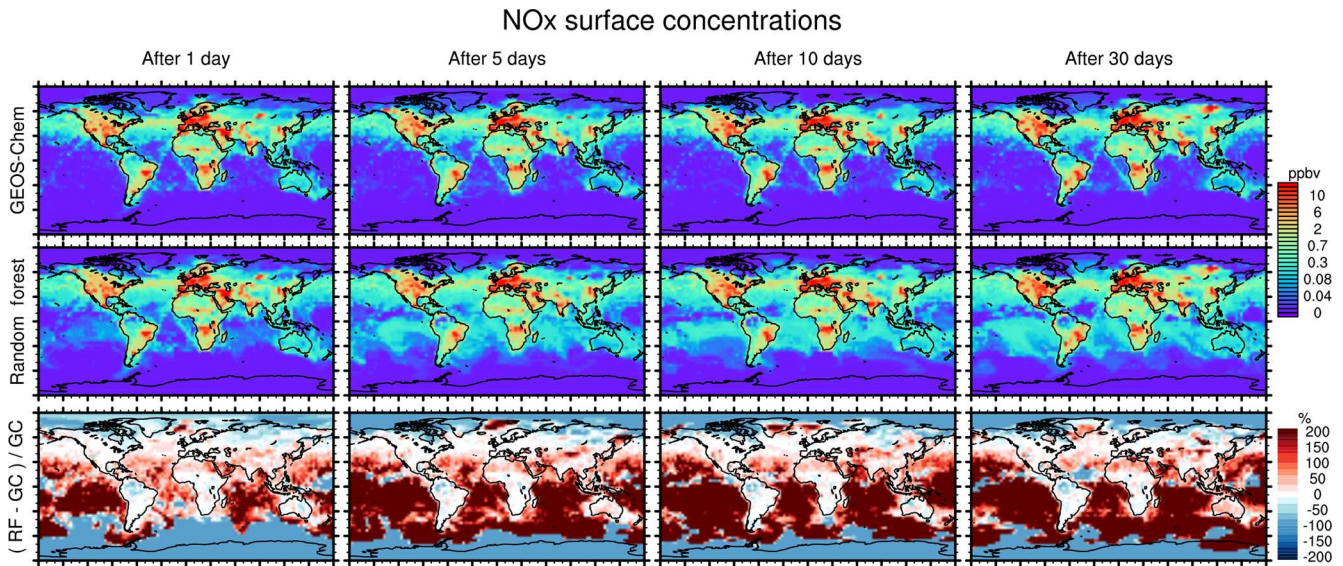 NOx surface concentrations
After 1 day
After 5 days
After 10 days
After 30 days
GEOS-Chem
ppbv
10
6
2
0.7
0.3
0.08
0.04
0
Random forest
( RF - GC ) / GC
%
200
150
100
50
0
-50
-100
-150
-200